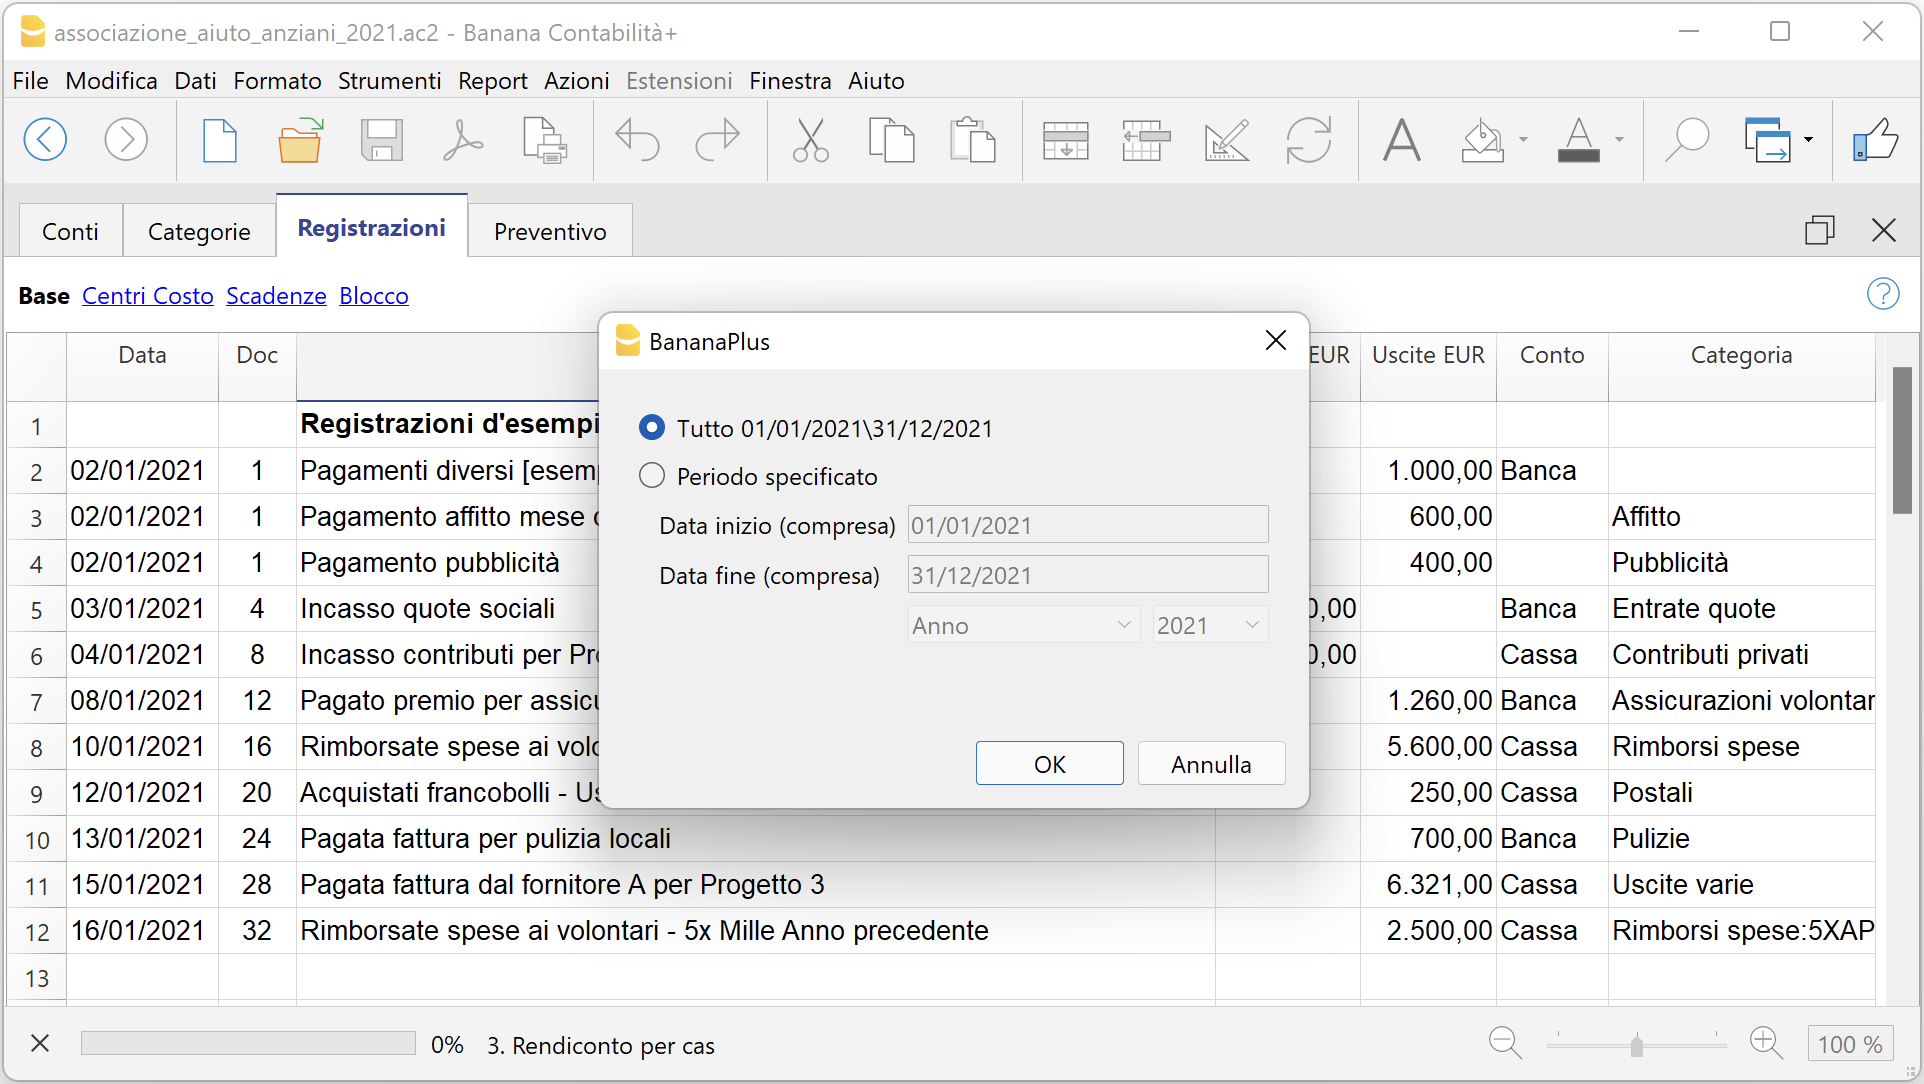 associazione_aiuto_anziani_2021.ac2 - Banana Contabilità+
File Modifica Dati Formato Strumenti Report Azioni Estensioni Finestra Aiuto
Conti Categorie Registrazioni Preventivo
Base Centri Costo Scadenze Blocco
Data Doc EUR Uscite EUR Conto Categoria
BananaPlus
Tutto 01/01/2021\31/12/2021
Periodo specificato
Data inizio (compresa) 01/01/2021
Data fine (compresa) 31/12/2021
Anno 2021
OK Annulla
1 Registrazioni d'esempi
2 02/01/2021 1 Pagamenti diversi [esem 1.000,00 Banca
3 02/01/2021 1 Pagamento affitto mese 600,00 Affitto
4 02/01/2021 1 Pagamento pubblicità 400,00 Pubblicità
5 03/01/2021 4 Incasso quote sociali 0,00 Banca Entrate quote
6 04/01/2021 8 Incasso contributi per Pr 0,00 Cassa Contributi privati
7 08/01/2021 12 Pagato premio per assic 1.260,00 Banca Assicurazioni volontar
8 10/01/2021 16 Rimborsate spese ai vol 5.600,00 Cassa Rimborsi spese
9 12/01/2021 20 Acquistati francobolli - Us 250,00 Cassa Postali
10 13/01/2021 24 Pagata fattura per pulizia locali 700,00 Banca Pulizie
11 15/01/2021 28 Pagata fattura dal fornitore A per Progetto 3 6.321,00 Cassa Uscite varie
12 16/01/2021 32 Rimborsate spese ai volontari - 5x Mille Anno precedente 2.500,00 Cassa Rimborsi spese:5XAP
13
0% 3. Rendiconto per cas
100 %